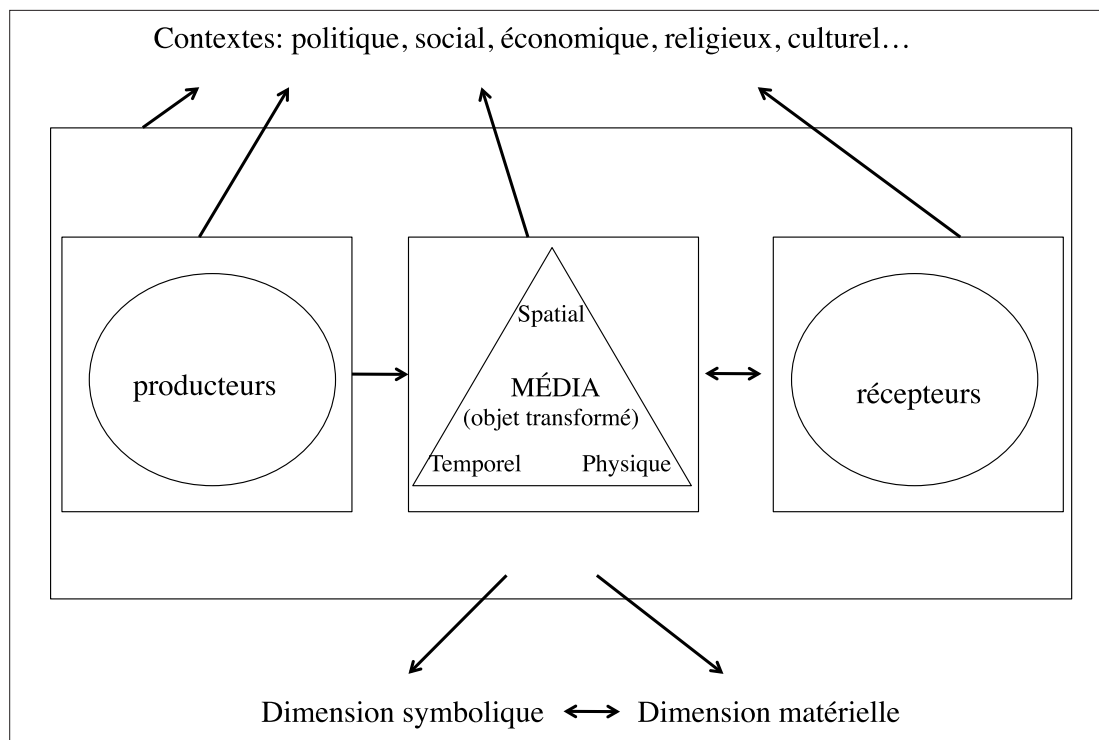 Contextes: politique, social, économique, religieux, culturel…
Spatial
producteurs
MÉDIA
(objet transformé)
récepteurs
Temporel
Physique
Dimension symbolique
Dimension matérielle